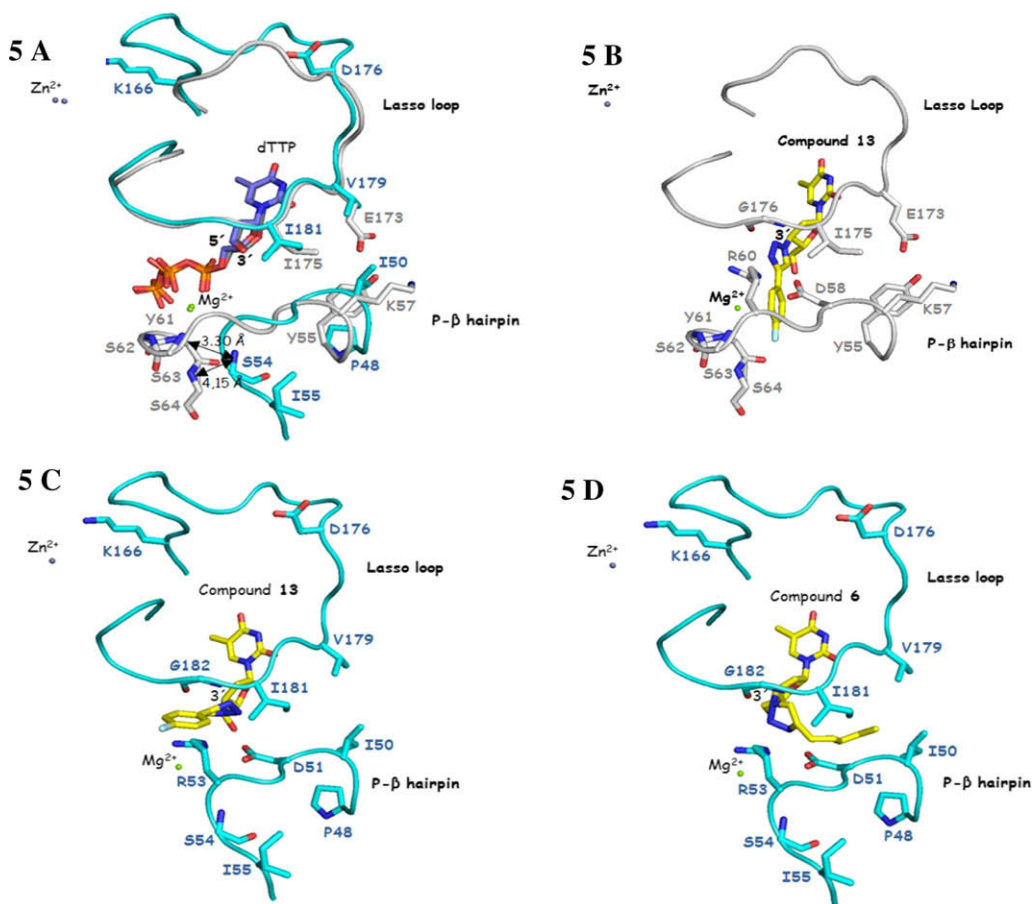 5 A
Zn2+
K166
D176
Lasso loop
dTTP
V179
E173
I181
5´
3´
I175
I50
Mg2+
K57
Y61
P-β hairpin
3.30 Å
Y55
S62
S54
P48
S63
4,15 Å
S64
I55
5 B
Zn2+
Lasso Loop
Compound 13
G176
E173
3´
I175
R60
D58
Mg2+
K57
Y61
P-β hairpin
Y55
S62
S63
S64
5 C
Zn2+
K166
D176
Lasso loop
Compound 13
V179
G182
I181
3´
I50
Mg2+
D51
R53
P-β hairpin
P48
S54
I55
5 D
Zn2+
K166
D176
Lasso loop
Compound 6
V179
G182
3´
I181
I50
Mg2+
D51
R53
P-β hairpin
P48
S54
I55